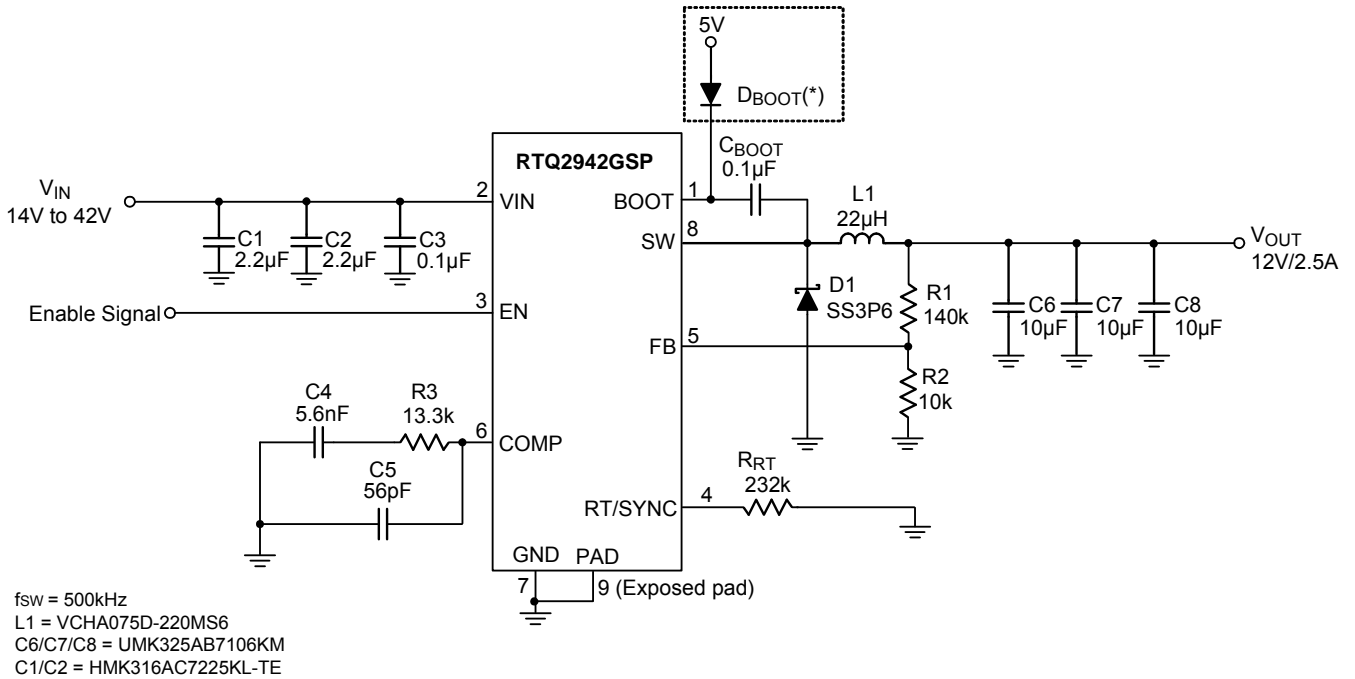 5V
DBOOT(*)
RTQ2942GSP
CBOOT
0.1µF
VIN
14V to 42V
2
VIN
BOOT
1
L1
22µH
C1
2.2µF
C2
2.2µF
C3
0.1µF
SW
8
VOUT
12V/2.5A
Enable Signal
3
EN
D1
SS3P6
R1
140k
C6
10µF
C7
10µF
C8
10µF
FB
5
R2
10k
C4
5.6nF
R3
13.3k
6
COMP
C5
56pF
RRT
232k
RT/SYNC
4
GND
PAD
7
9 (Exposed pad)
fSW = 500kHz
L1 = VCHA075D-220MS6
C6/C7/C8 = UMK325AB7106KM
C1/C2 = HMK316AC7225KL-TE